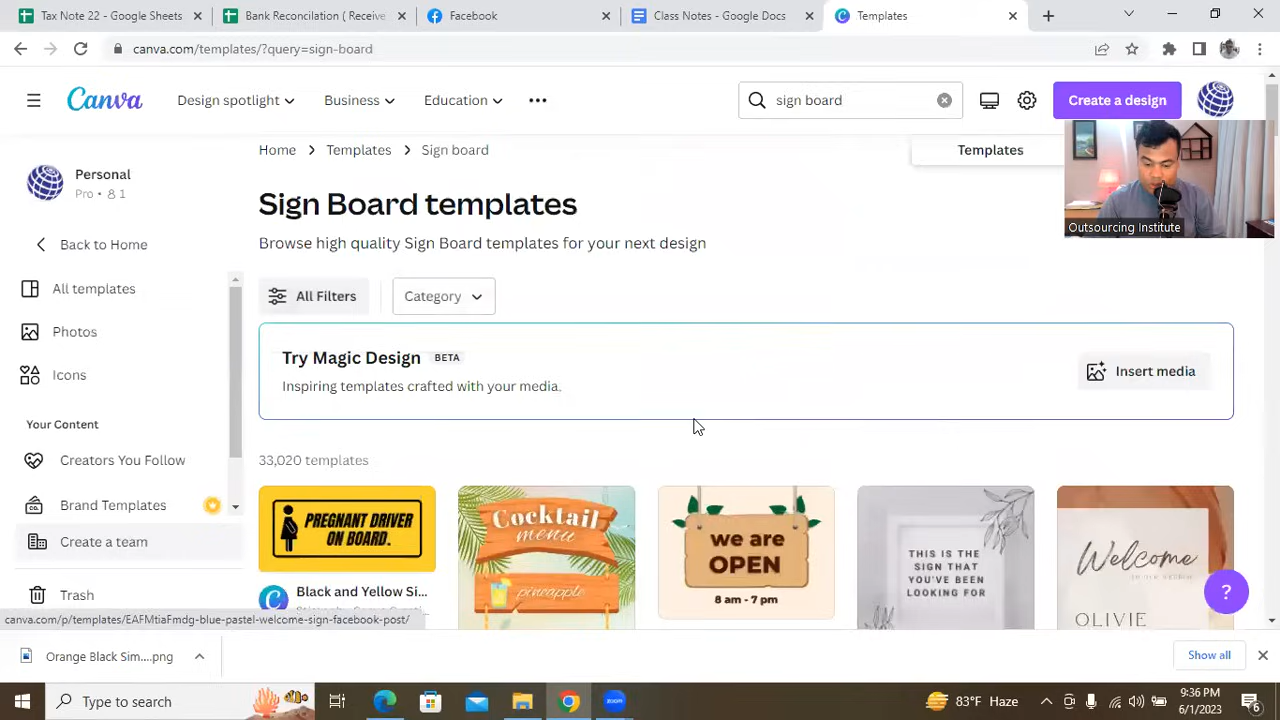 Tax Note 22 - Google Sheets
Bank Reconciliation ( Recove
Facebook
Class Notes - Google Docs
Templates
canva.com/templates/?query=sign-board
Canva
Design spotlight
Business
Education
sign board
Create a design
Home
Templates
Sign board
Templates
Personal
Pro • 1
Outsourcing Institute
Sign Board templates
Browse high quality Sign Board templates for your next design
Back to Home
All templates
Photos
Icons
Your Content
Creators You Follow
Brand Templates
Create a team
Trash
All Filters
Category
Try Magic Design BETA
Inspiring templates crafted with your media.
Insert media
33,020 templates
PREGNANT DRIVER
ON BOARD.
Cocktail
menu
pineapple
we are
OPEN
8 am - 7 pm
THIS IS THE
SIGN THAT
YOU'VE BEEN
LOOKING FOR
Welcome
OLIVIE
Black and Yellow Si...
?
canva.com/p/templates/EAFMtiaFmdg-blue-pastel-welcome-sign-facebook-post/
Orange Black Sim....png
Show all
Type here to search
zoom
83°F Haze
9:36 PM
6/1/2023
6